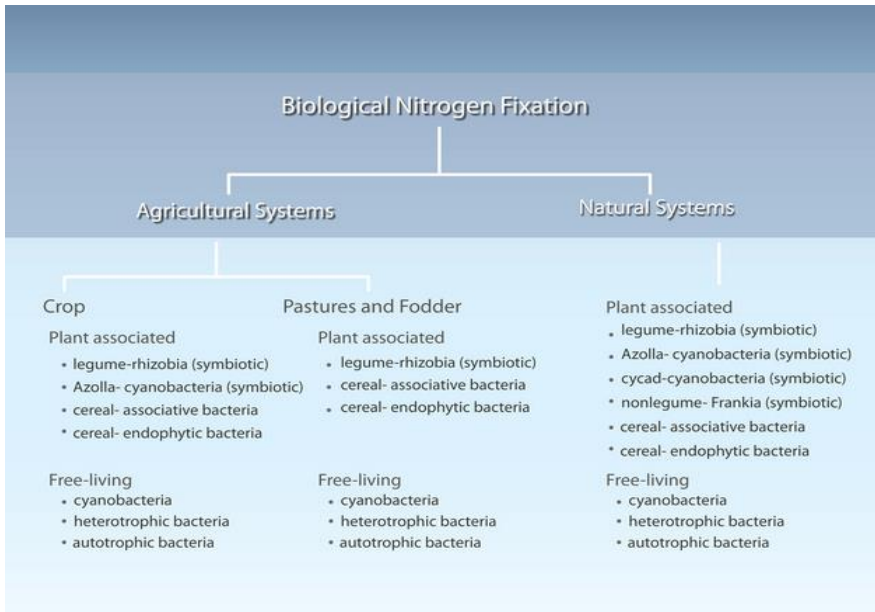 Biological Nitrogen Fixation
Agricultural Systems
Natural Systems
Crop
Plant associated
• legume-rhizobia (symbiotic)
• Azolla- cyanobacteria (symbiotic)
• cereal- associative bacteria
• cereal- endophytic bacteria
Free-living
• cyanobacteria
• heterotrophic bacteria
• autotrophic bacteria
Pastures and Fodder
Plant associated
• legume-rhizobia (symbiotic)
• cereal- associative bacteria
• cereal- endophytic bacteria
Free-living
• cyanobacteria
• heterotrophic bacteria
• autotrophic bacteria
Plant associated
• legume-rhizobia (symbiotic)
• Azolla- cyanobacteria (symbiotic)
• cycad-cyanobacteria (symbiotic)
• nonlegume- Frankia (symbiotic)
• cereal- associative bacteria
• cereal- endophytic bacteria
Free-living
• cyanobacteria
• heterotrophic bacteria
• autotrophic bacteria